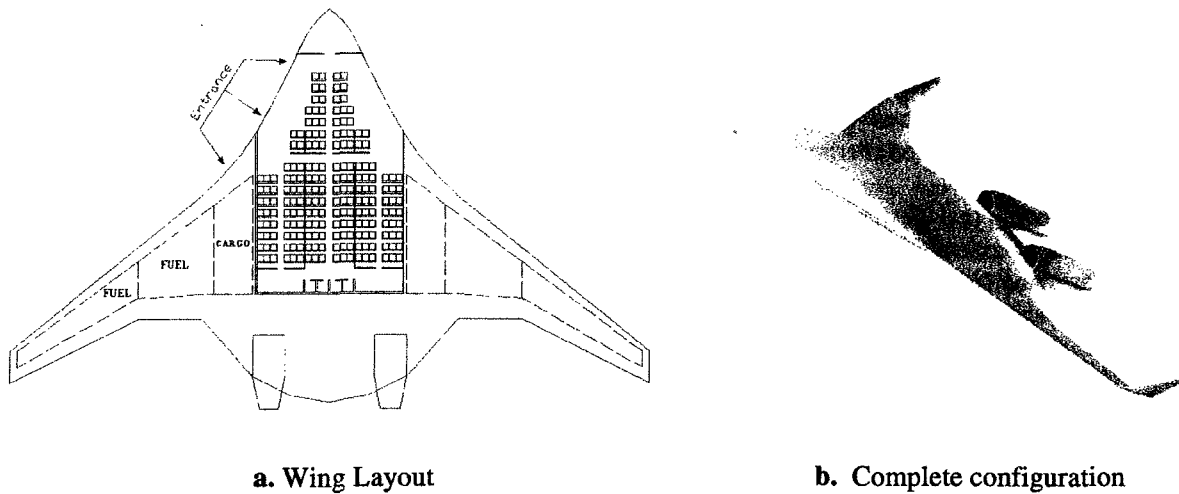 Entrance
CARGO
FUEL
FUEL
T T
a. Wing Layout
b. Complete configuration